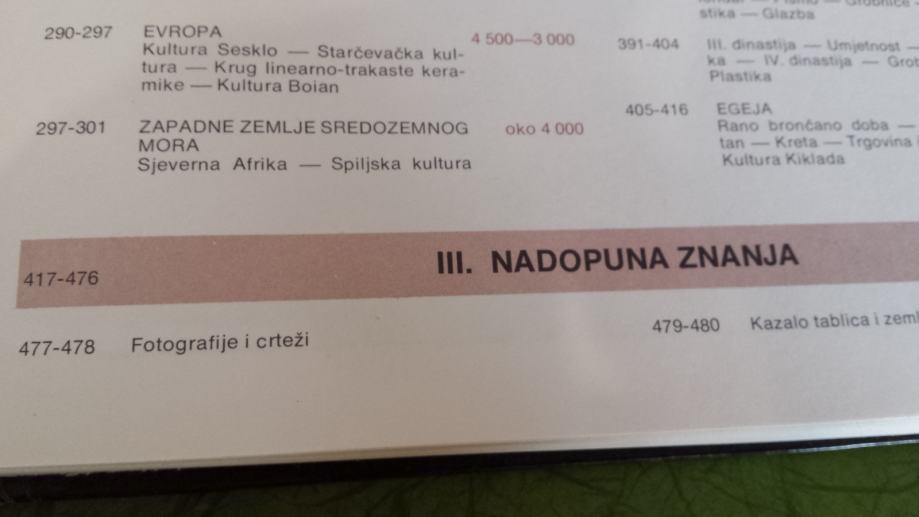 290-297 EVROPA 4 500—3 000
Kultura Sesklo — Starčevačka kul-
tura — Krug linearno-trakaste kera-
mike — Kultura Boian
297-301 ZAPADNE ZEMLJE SREDOZEMNOG oko 4 000
MORA
Sjeverna Afrika — Spiljska kultura
stika — Glazba
391-404 III. dinastija — Umjetnost —
ka — IV. dinastija —
Plastika
405-416 EGEJA
Rano brončano doba —
tan — Kreta — Trgovina
Kultura Kiklada
417-476 III. NADOPUNA ZNANJA
477-478 Fotografije i crteži
479-480 Kazalo tablica i zeml